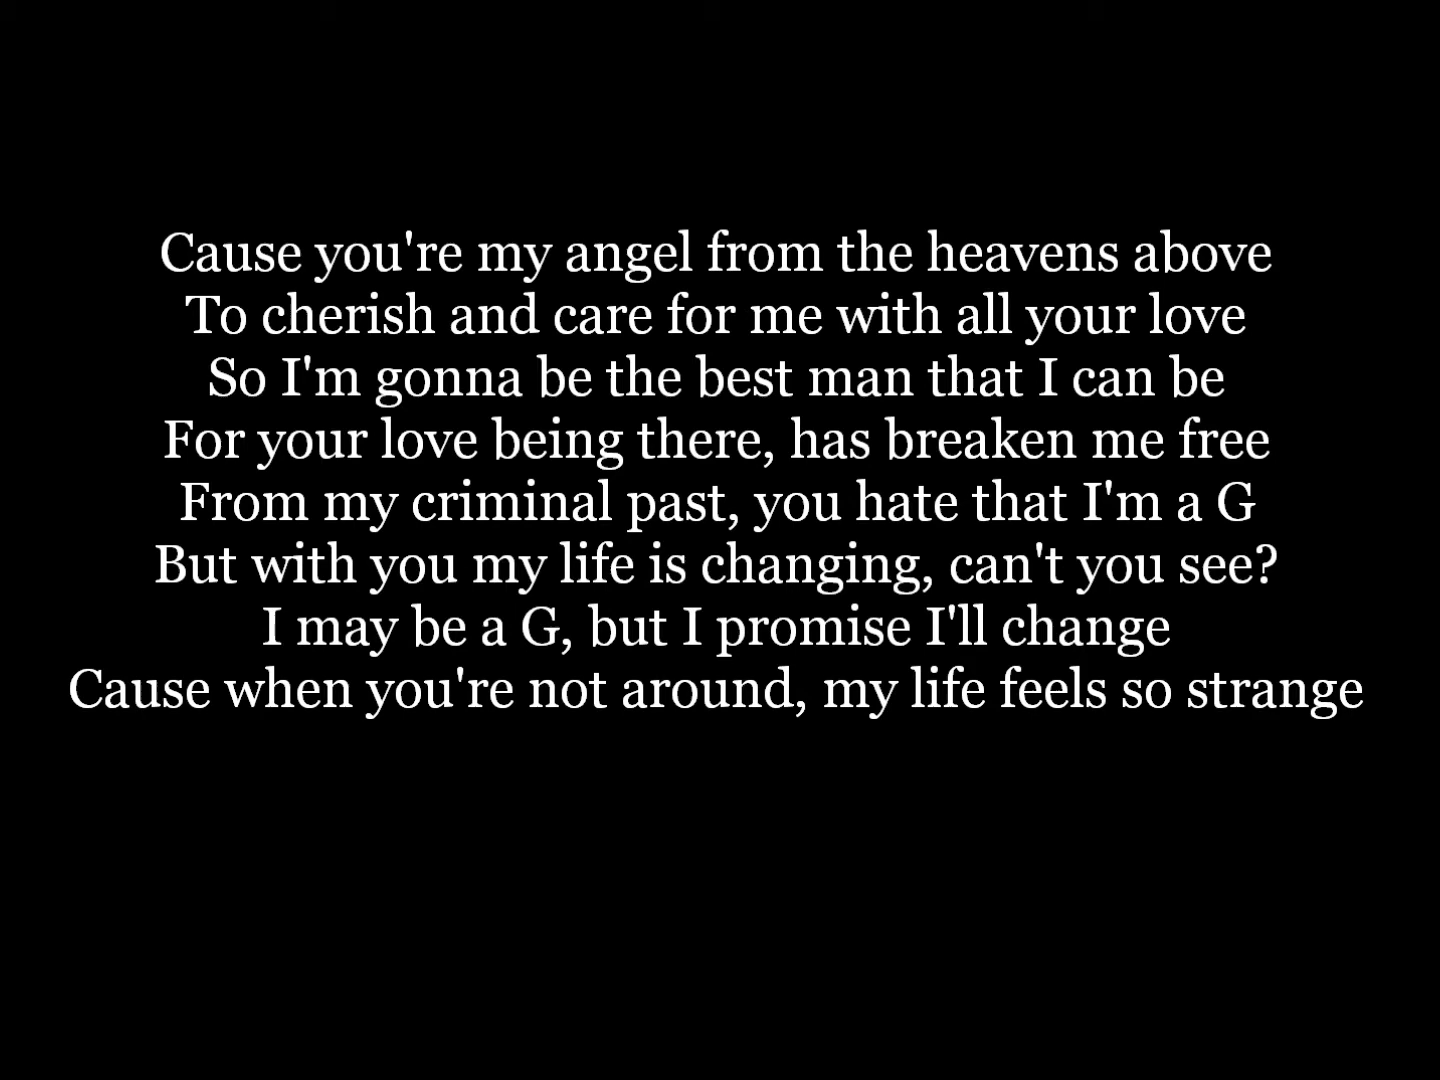 Cause you're my angel from the heavens above
To cherish and care for me with all your love
So I'm gonna be the best man that I can be
For your love being there, has breaken me free
From my criminal past, you hate that I'm a G
But with you my life is changing, can't you see?
I may be a G, but I promise I'll change
Cause when you're not around, my life feels so strange